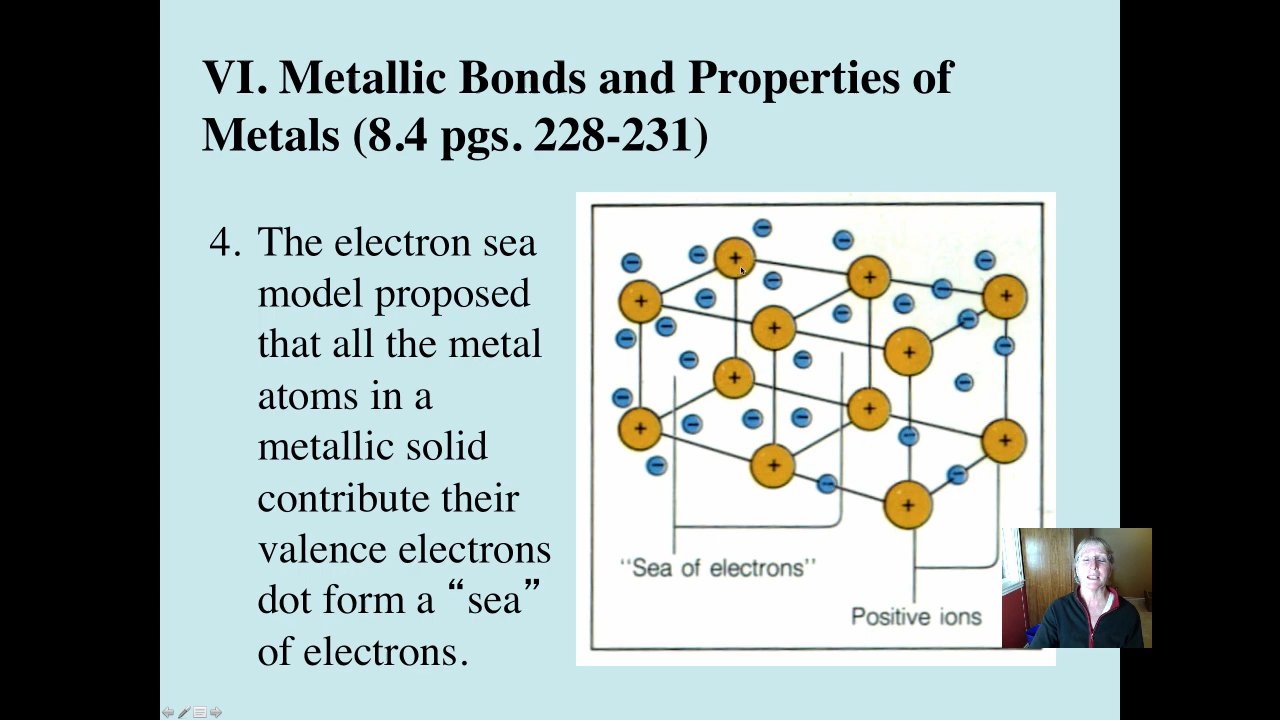 VI. Metallic Bonds and Properties of
Metals (8.4 pgs. 228-231)
4. The electron sea
model proposed
that all the metal
atoms in a
metallic solid
contribute their
valence electrons
dot form a “sea”
of electrons.
"Sea of electrons"
Positive ions